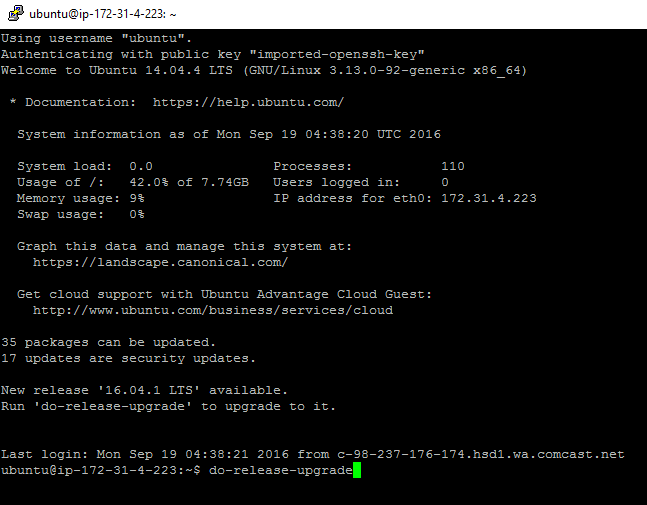 ubuntu@ip-172-31-4-223: ~
Using username "ubuntu".
Authenticating with public key "imported-openssh-key"
Welcome to Ubuntu 14.04.4 LTS (GNU/Linux 3.13.0-92-generic x86_64)
* Documentation:  https://help.ubuntu.com/
System information as of Mon Sep 19 04:38:20 UTC 2016
System load:  0.0               Processes:           110
Usage of /:   42.0% of 7.74GB   Users logged in:     0
Memory usage: 9%                IP address for eth0: 172.31.4.223
Swap usage:   0%
Graph this data and manage this system at:
https://landscape.canonical.com/
Get cloud support with Ubuntu Advantage Cloud Guest:
http://www.ubuntu.com/business/services/cloud
35 packages can be updated.
17 updates are security updates.
New release '16.04.1 LTS' available.
Run 'do-release-upgrade' to upgrade to it.
Last login: Mon Sep 19 04:38:21 2016 from c-98-237-176-174.hsd1.wa.comcast.net
ubuntu@ip-172-31-4-223:~$ do-release-upgrade